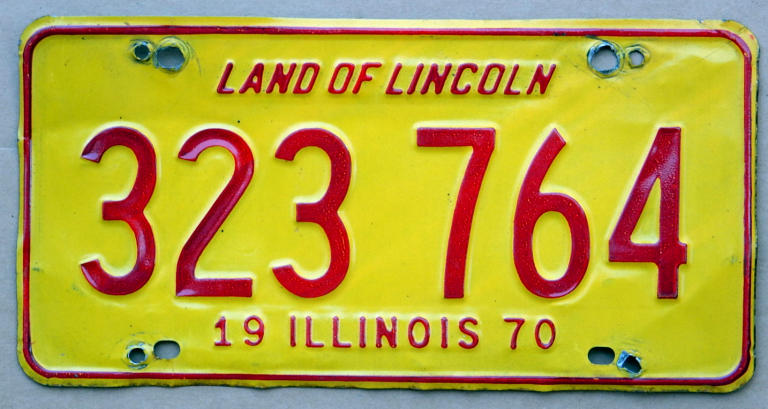 LAND OF LINCOLN
323 764
19 ILLINOIS 70